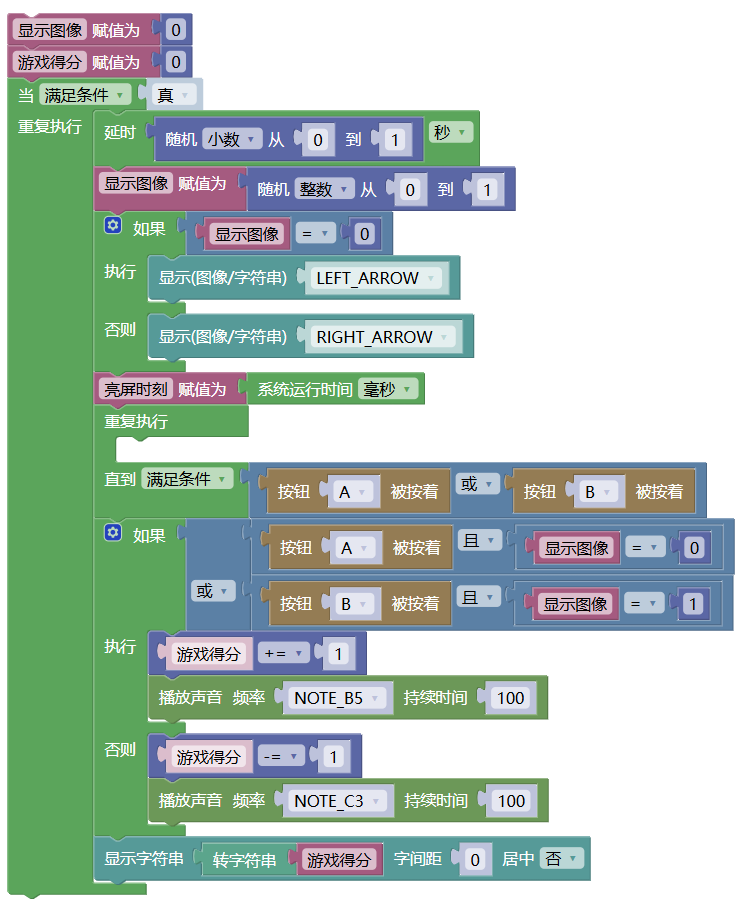 显示图像 赋值为 0
游戏得分 赋值为 0
当 满足条件 真
重复执行 延时 随机 小数 从 0 到 1 秒
显示图像 赋值为 随机 整数 从 0 到 1
如果 显示图像 = 0
执行 显示(图像/字符串) LEFT_ARROW
否则 显示(图像/字符串) RIGHT_ARROW
亮屏时刻 赋值为 系统运行时间 毫秒
重复执行
直到 满足条件 按钮 A 被按着 或 按钮 B 被按着
如果 按钮 A 被按着 且 显示图像 = 0
或
按钮 B 被按着 且 显示图像 = 1
执行 游戏得分 += 1
播放声音 频率 NOTE_B5 持续时间 100
否则 游戏得分 -= 1
播放声音 频率 NOTE_C3 持续时间 100
显示字符串 转字符串 游戏得分 字间距 0 居中 否